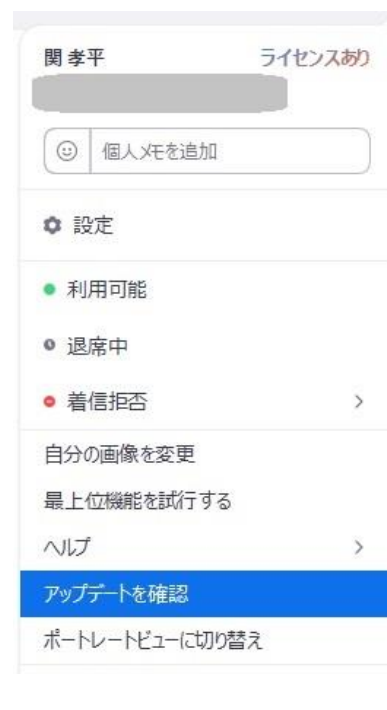 関 孝平 ライセンスあり
個人メモを追加
設定
利用可能
退席中
着信拒否
自分の画像を変更
最上位機能を試行する
ヘルプ
アップデートを確認
ポートレートビューに切り替え